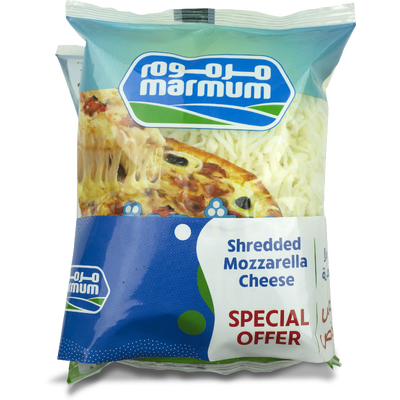 مرموم
marmum
Shredded
Mozzarella
Cheese
SPECIAL
OFFER
مرموم
marmum